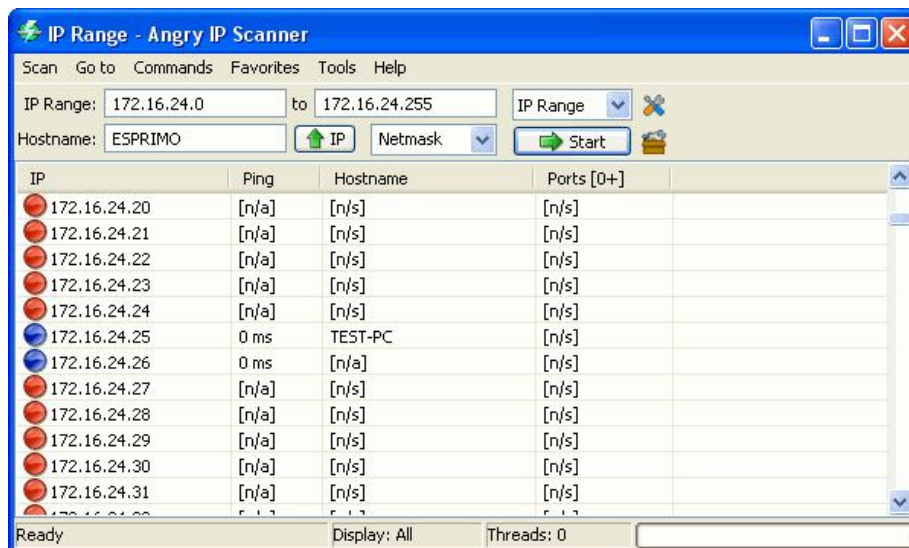 IP Range - Angry IP Scanner
Scan Go to Commands Favorites Tools Help
IP Range: 172.16.24.0 to 172.16.24.255 IP Range
Hostname: ESPRIMO IP Netmask Start
IP Ping Hostname Ports [0+]
172.16.24.20 [n/a] [n/s] [n/s]
172.16.24.21 [n/a] [n/s] [n/s]
172.16.24.22 [n/a] [n/s] [n/s]
172.16.24.23 [n/a] [n/s] [n/s]
172.16.24.24 [n/a] [n/s] [n/s]
172.16.24.25 0 ms TEST-PC [n/s]
172.16.24.26 0 ms [n/a] [n/s]
172.16.24.27 [n/a] [n/s] [n/s]
172.16.24.28 [n/a] [n/s] [n/s]
172.16.24.29 [n/a] [n/s] [n/s]
172.16.24.30 [n/a] [n/s] [n/s]
172.16.24.31 [n/a] [n/s] [n/s]
Ready Display: All Threads: 0